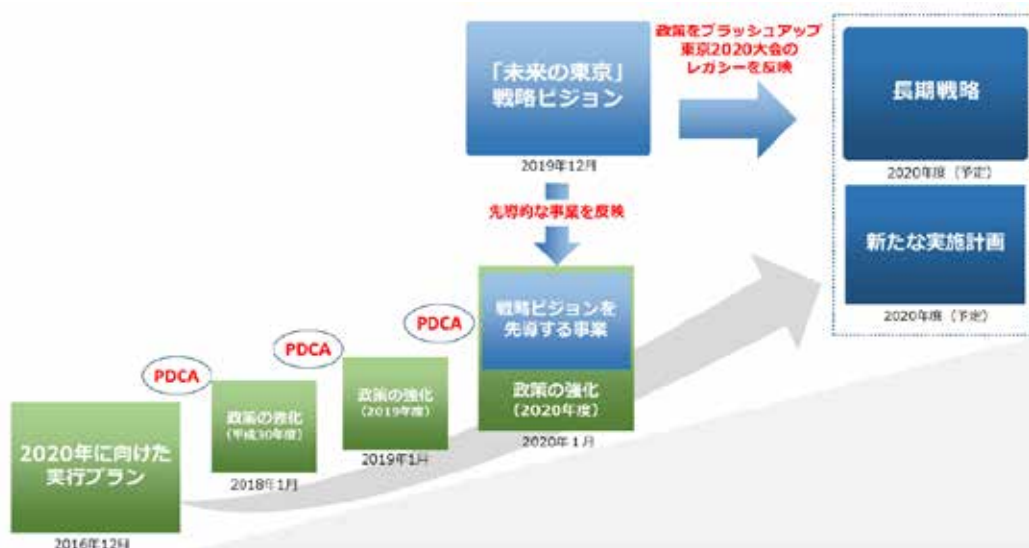 政策をブラッシュアップ
東京2020大会の
レガシーを反映
「未来の東京」
戦略ビジョン
2019年12月
長期戦略
2020年度（予定）
先導的な事業を反映
新たな実施計画
2020年度（予定）
戦略ビジョンを
先導する事業
政策の強化
（2020年度）
2020年1月
PDCA
PDCA
PDCA
政策の強化
（2019年度）
2019年1月
政策の強化
（平成30年度）
2018年1月
2020年に向けた
実行プラン
2016年12月